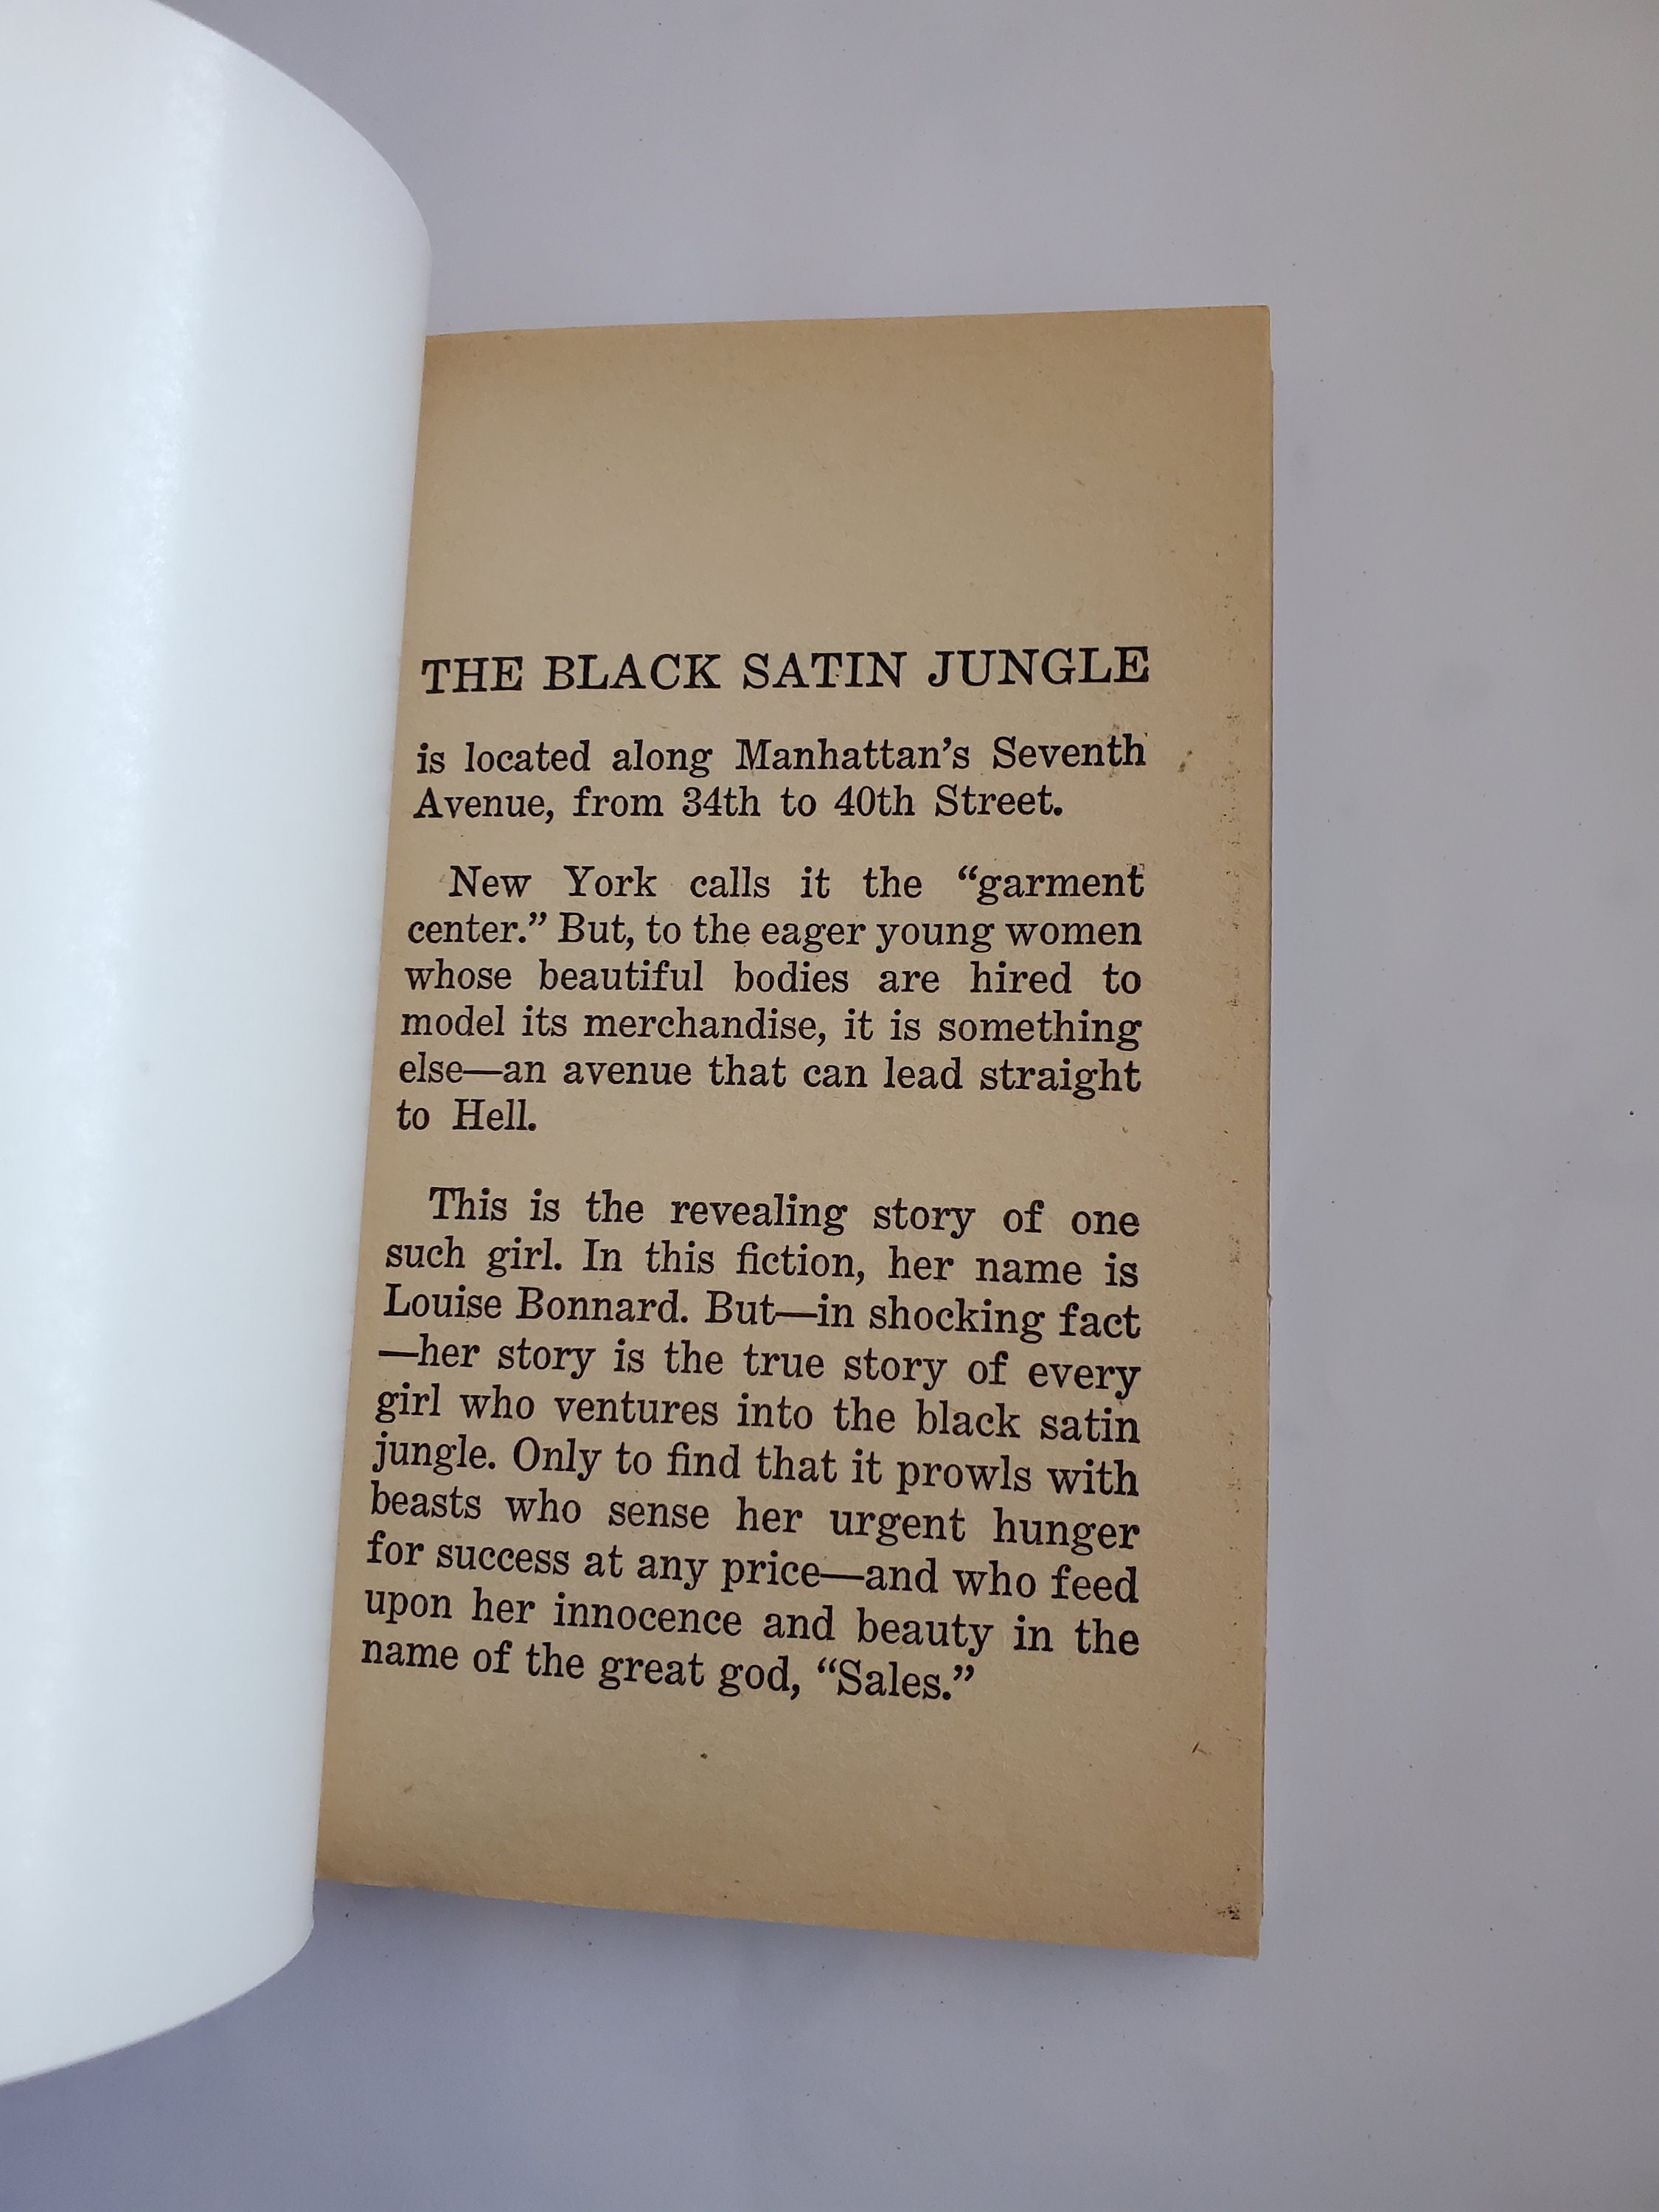 THE BLACK SATIN JUNGLE
is located along Manhattan’s Seventh
Avenue, from 34th to 40th Street.
New York calls it the “garment
center.” But, to the eager young women
whose beautiful bodies are hired to
model its merchandise, it is something
else—an avenue that can lead straight
to Hell.
This is the revealing story of one
such girl. In this fiction, her name is
Louise Bonnard. But—in shocking fact
—her story is the true story of every
girl who ventures into the black satin
jungle. Only to find that it prowls with
beasts who sense her urgent hunger
for success at any price—and who feed
upon her innocence and beauty in the
name of the great god, “Sales.”